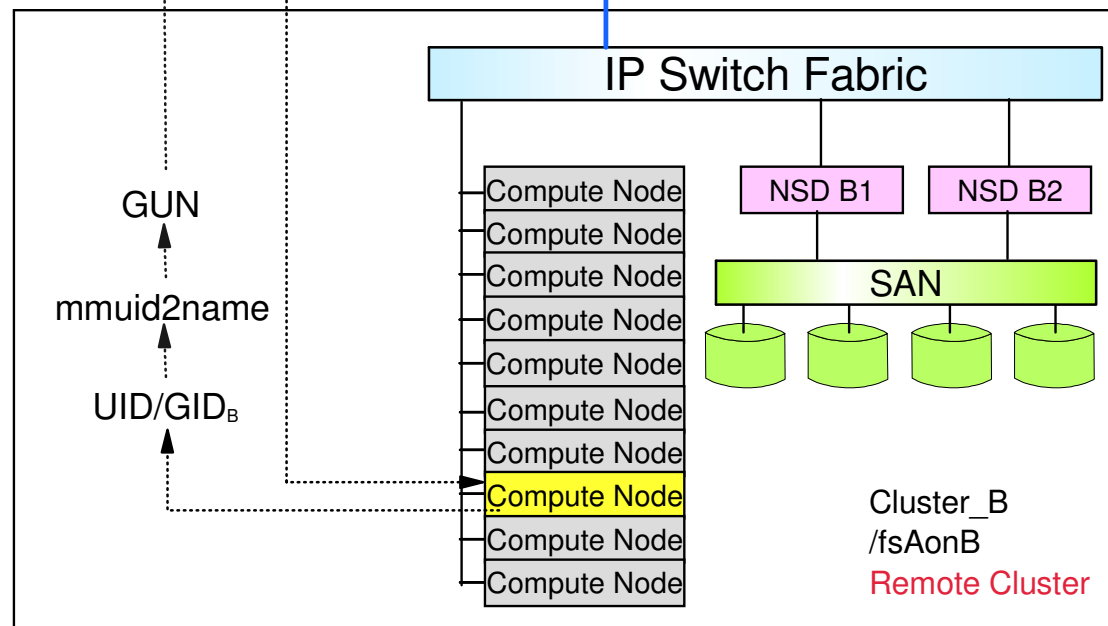 IP Switch Fabric
GUN
mmuid2name
UID/GIDB
Compute Node
Compute Node
Compute Node
Compute Node
Compute Node
Compute Node
Compute Node
Compute Node
Compute Node
Compute Node
NSD B1
NSD B2
SAN
Cluster_B
/fsAonB
Remote Cluster